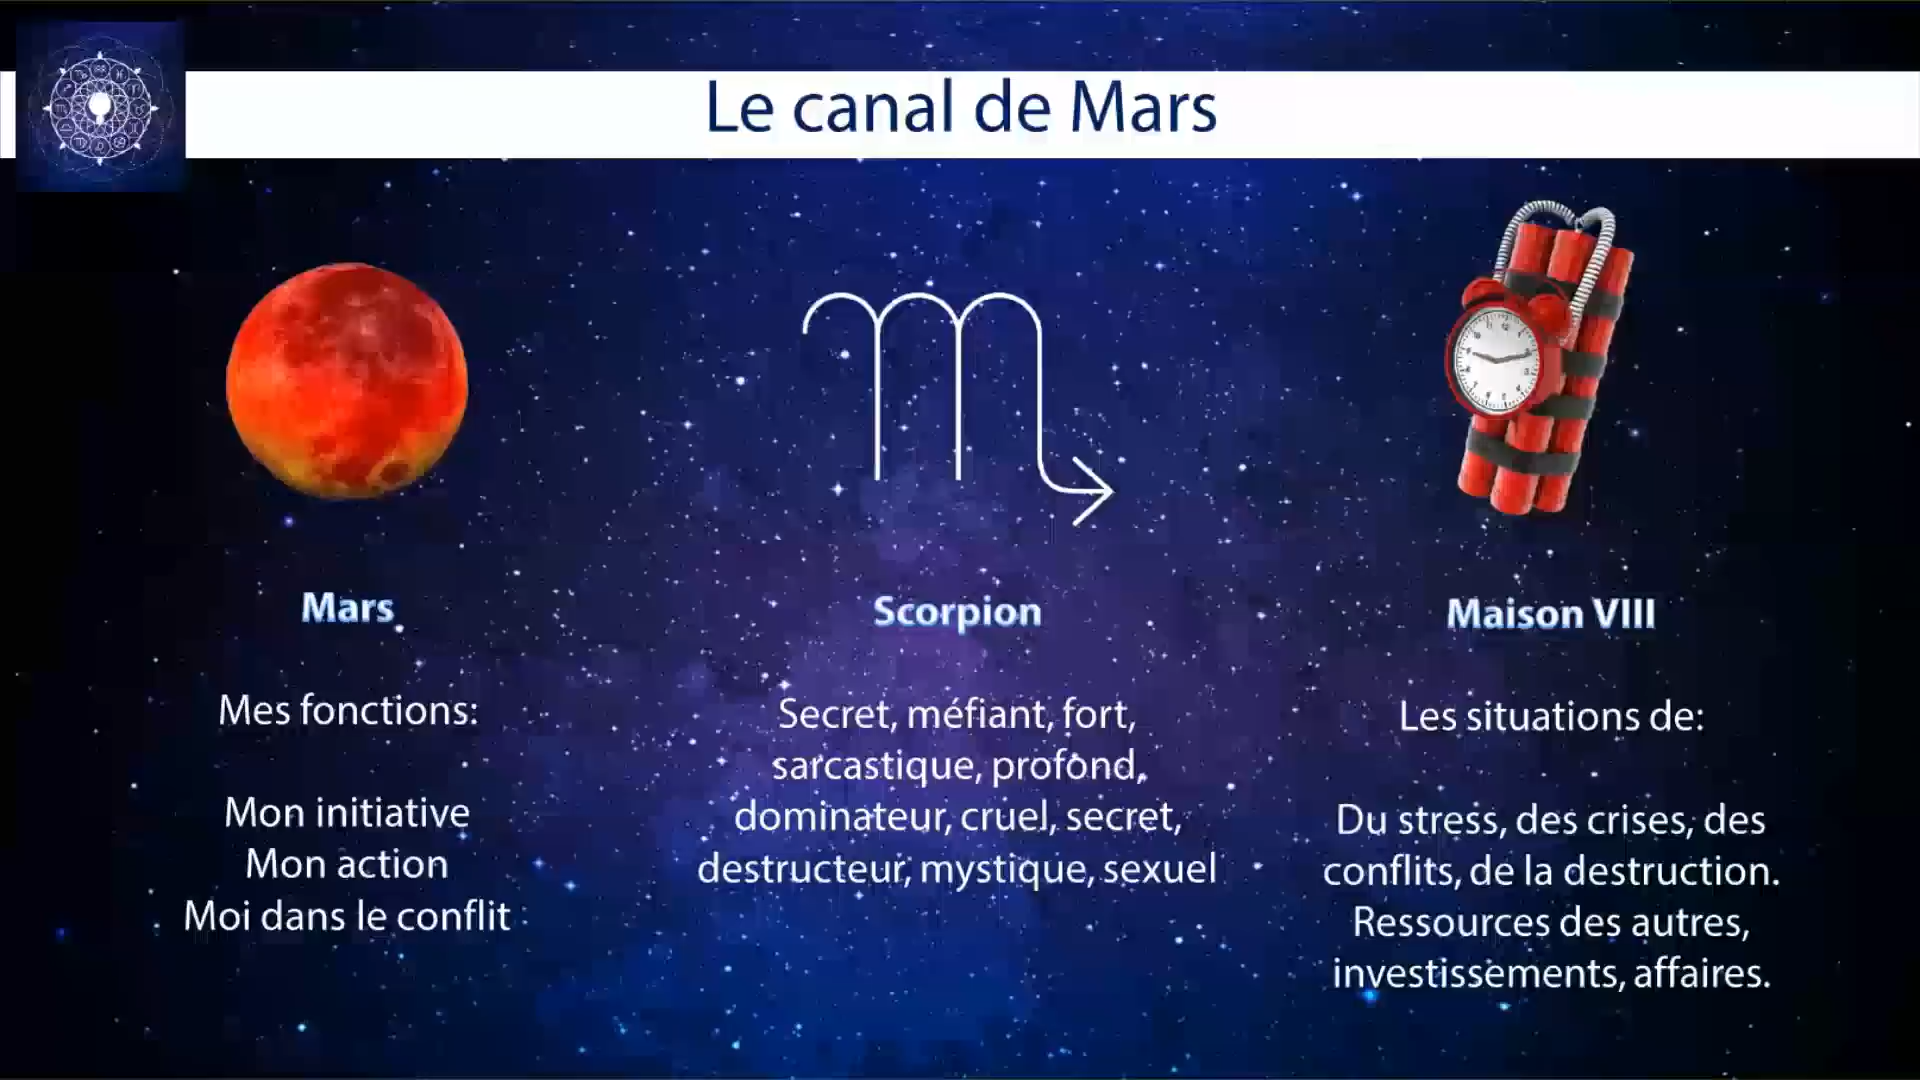 Le canal de Mars
Mars
Mes fonctions:
Mon initiative
Mon action
Moi dans le conflit
Scorpion
Secret, méfiant, fort,
sarcastique, profond,
dominateur, cruel, secret,
destructeur, mystique, sexuel
Maison VIII
Les situations de:
Du stress, des crises, des
conflits, de la destruction.
Ressources des autres,
investissements, affaires.